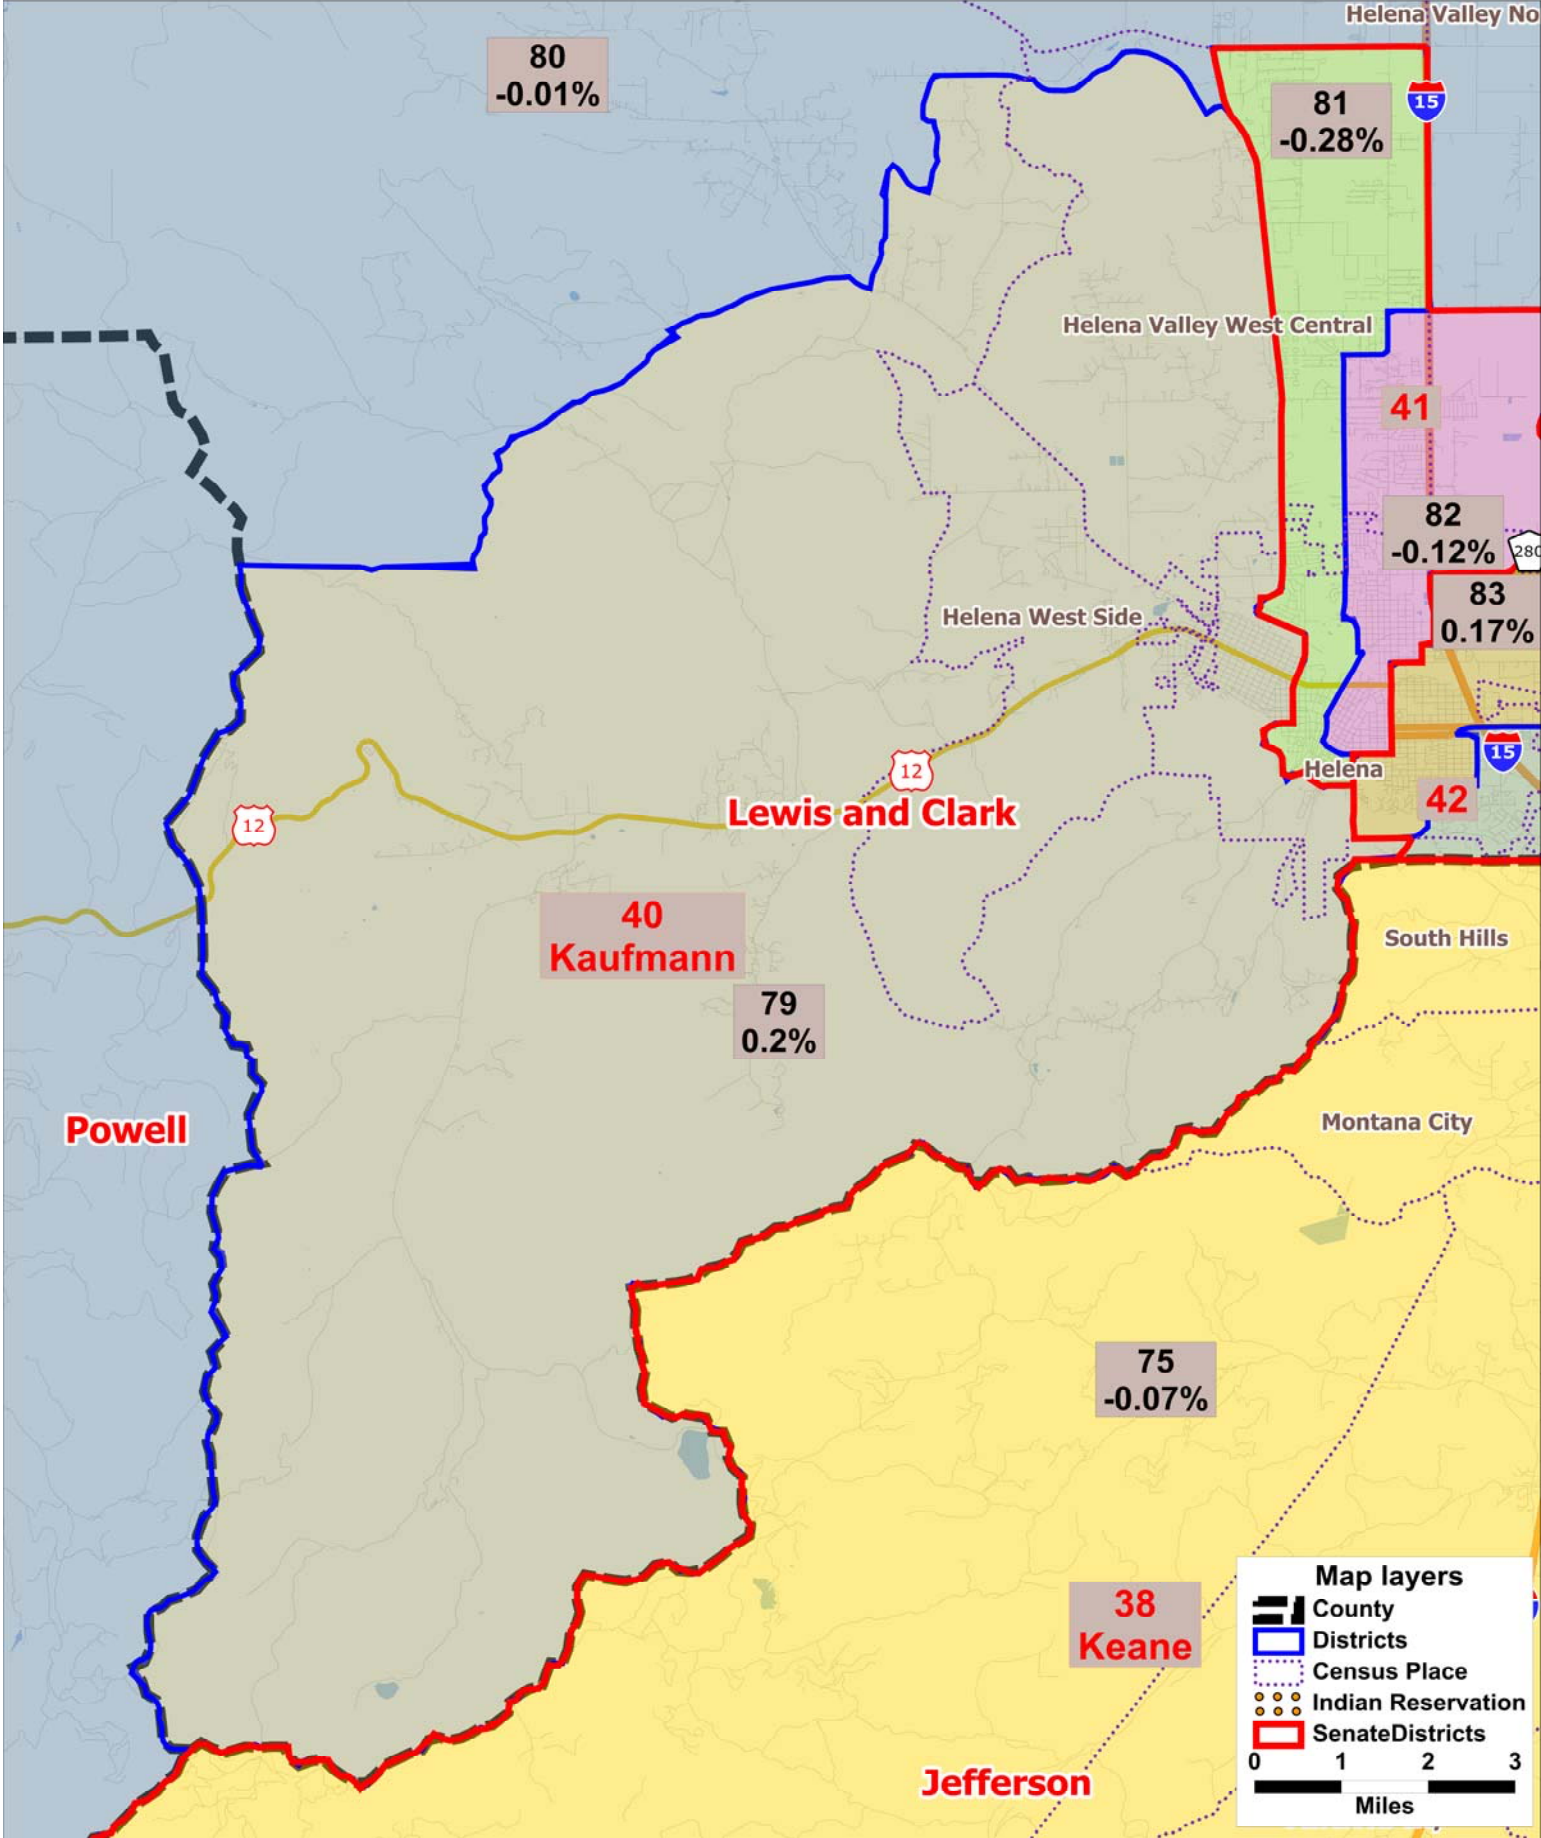 Helena Valley No
80
-0.01%
81
-0.28%
15
Helena Valley West Central
41
82
-0.12%
280
83
0.17%
Helena West Side
12
15
Helena
12
Lewis and Clark
42
40
Kaufmann
South Hills
79
0.2%
Powell
Montana City
75
-0.07%
38
Keane
Jefferson
Map layers
County
Districts
Census Place
Indian Reservation
SenateDistricts
0 1 2 3
Miles